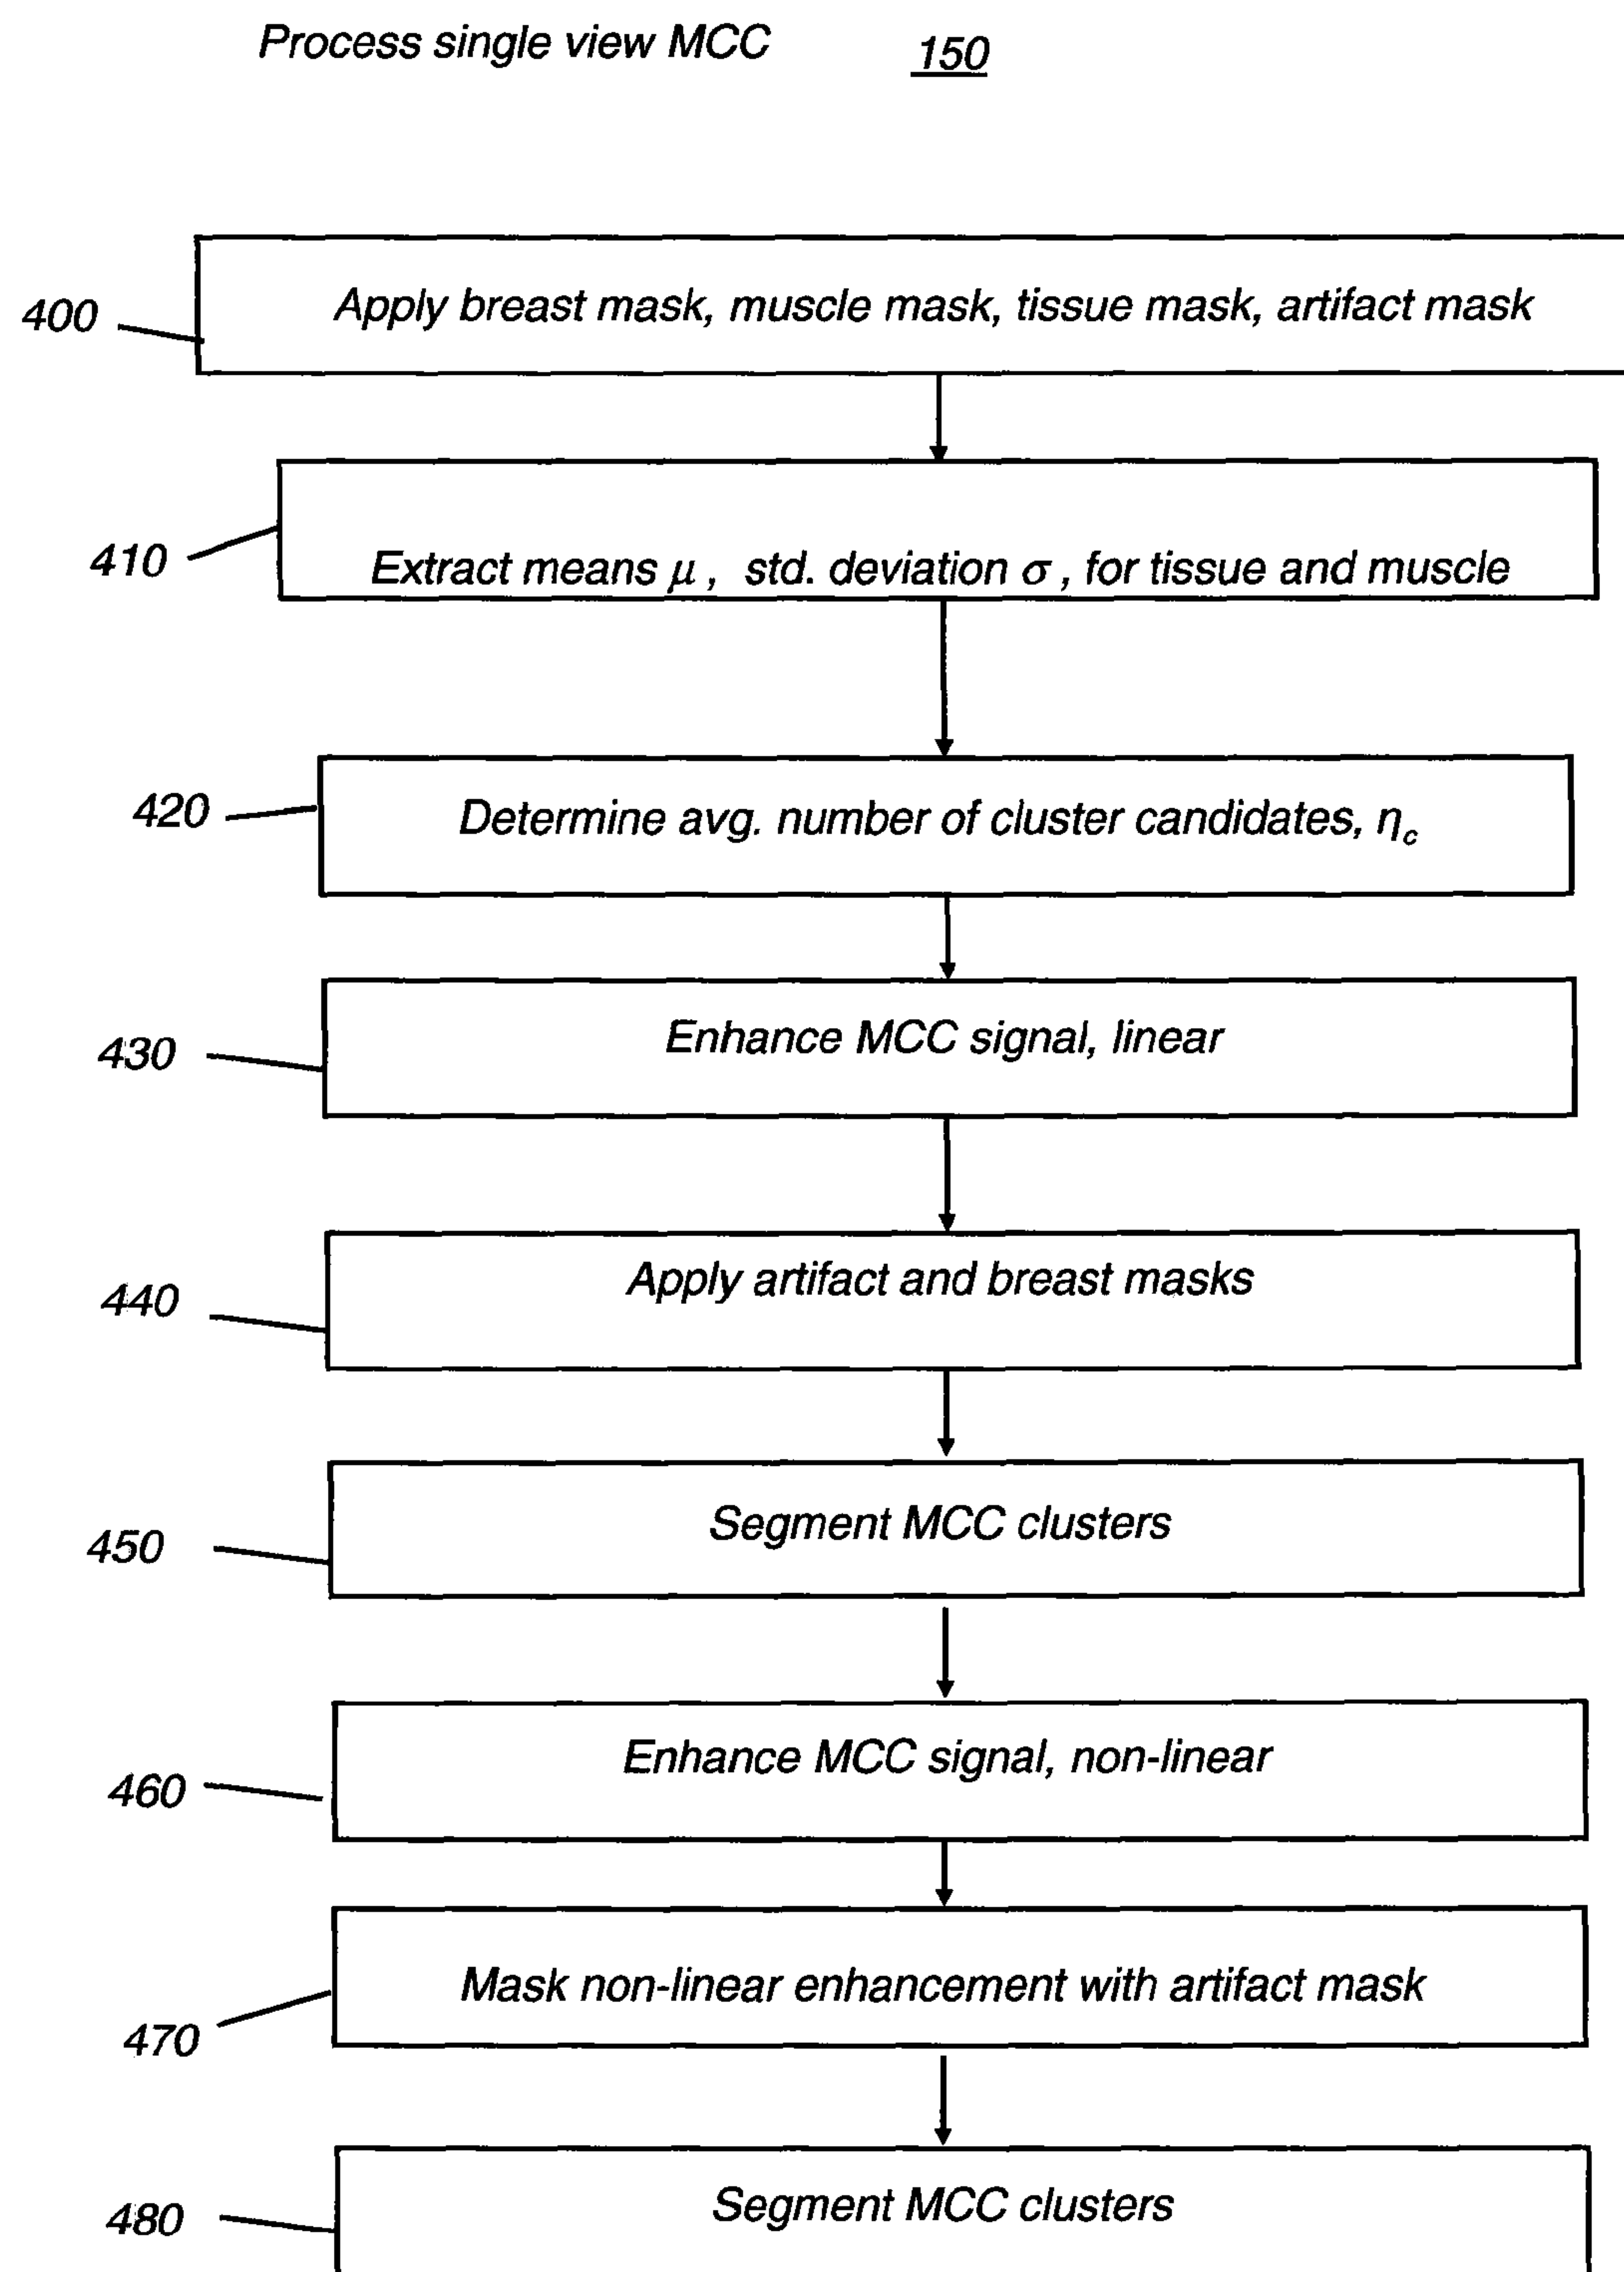 Process single view MCC 150
400 Apply breast mask, muscle mask, tissue mask, artifact mask
410 Extract means μ, std. deviation σ, for tissue and muscle
420 Determine avg. number of cluster candidates, η_c
430 Enhance MCC signal, linear
440 Apply artifact and breast masks
450 Segment MCC clusters
460 Enhance MCC signal, non-linear
470 Mask non-linear enhancement with artifact mask
480 Segment MCC clusters